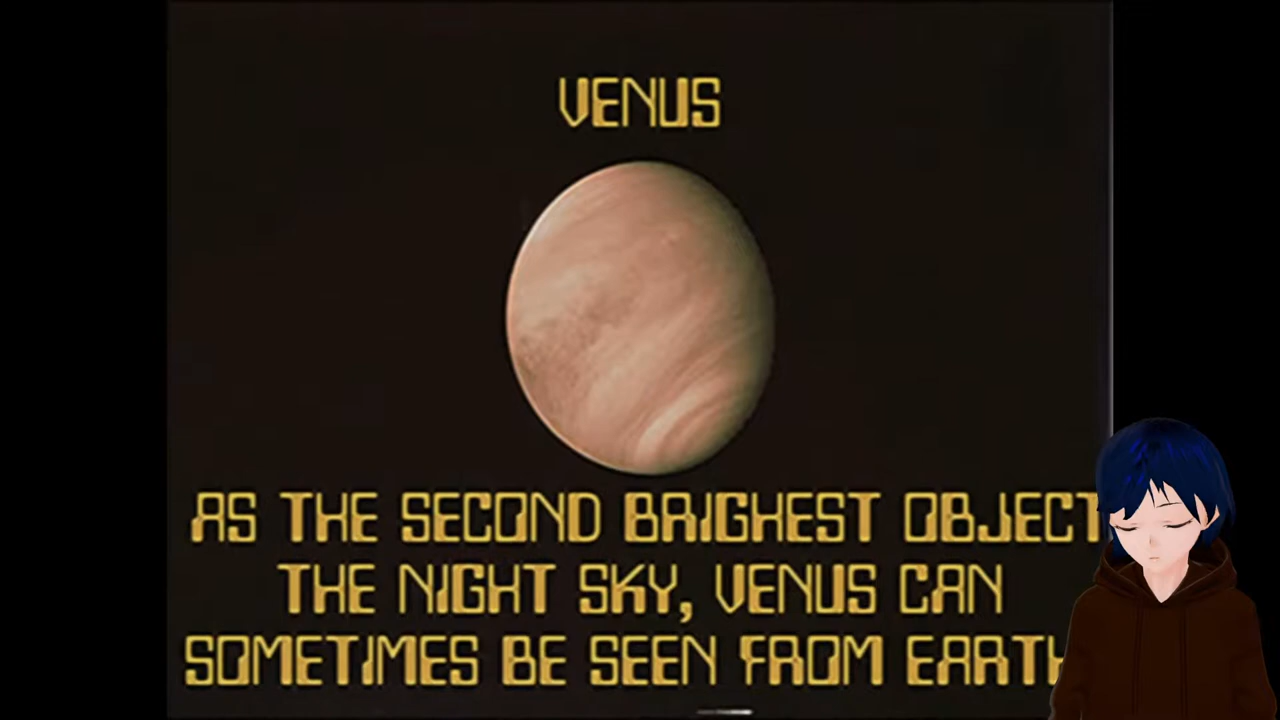 VENUS
AS THE SECOND BRIGHEST OBJECT
THE NIGHT SKY, VENUS CAN
SOMETIMES BE SEEN FROM EARTH